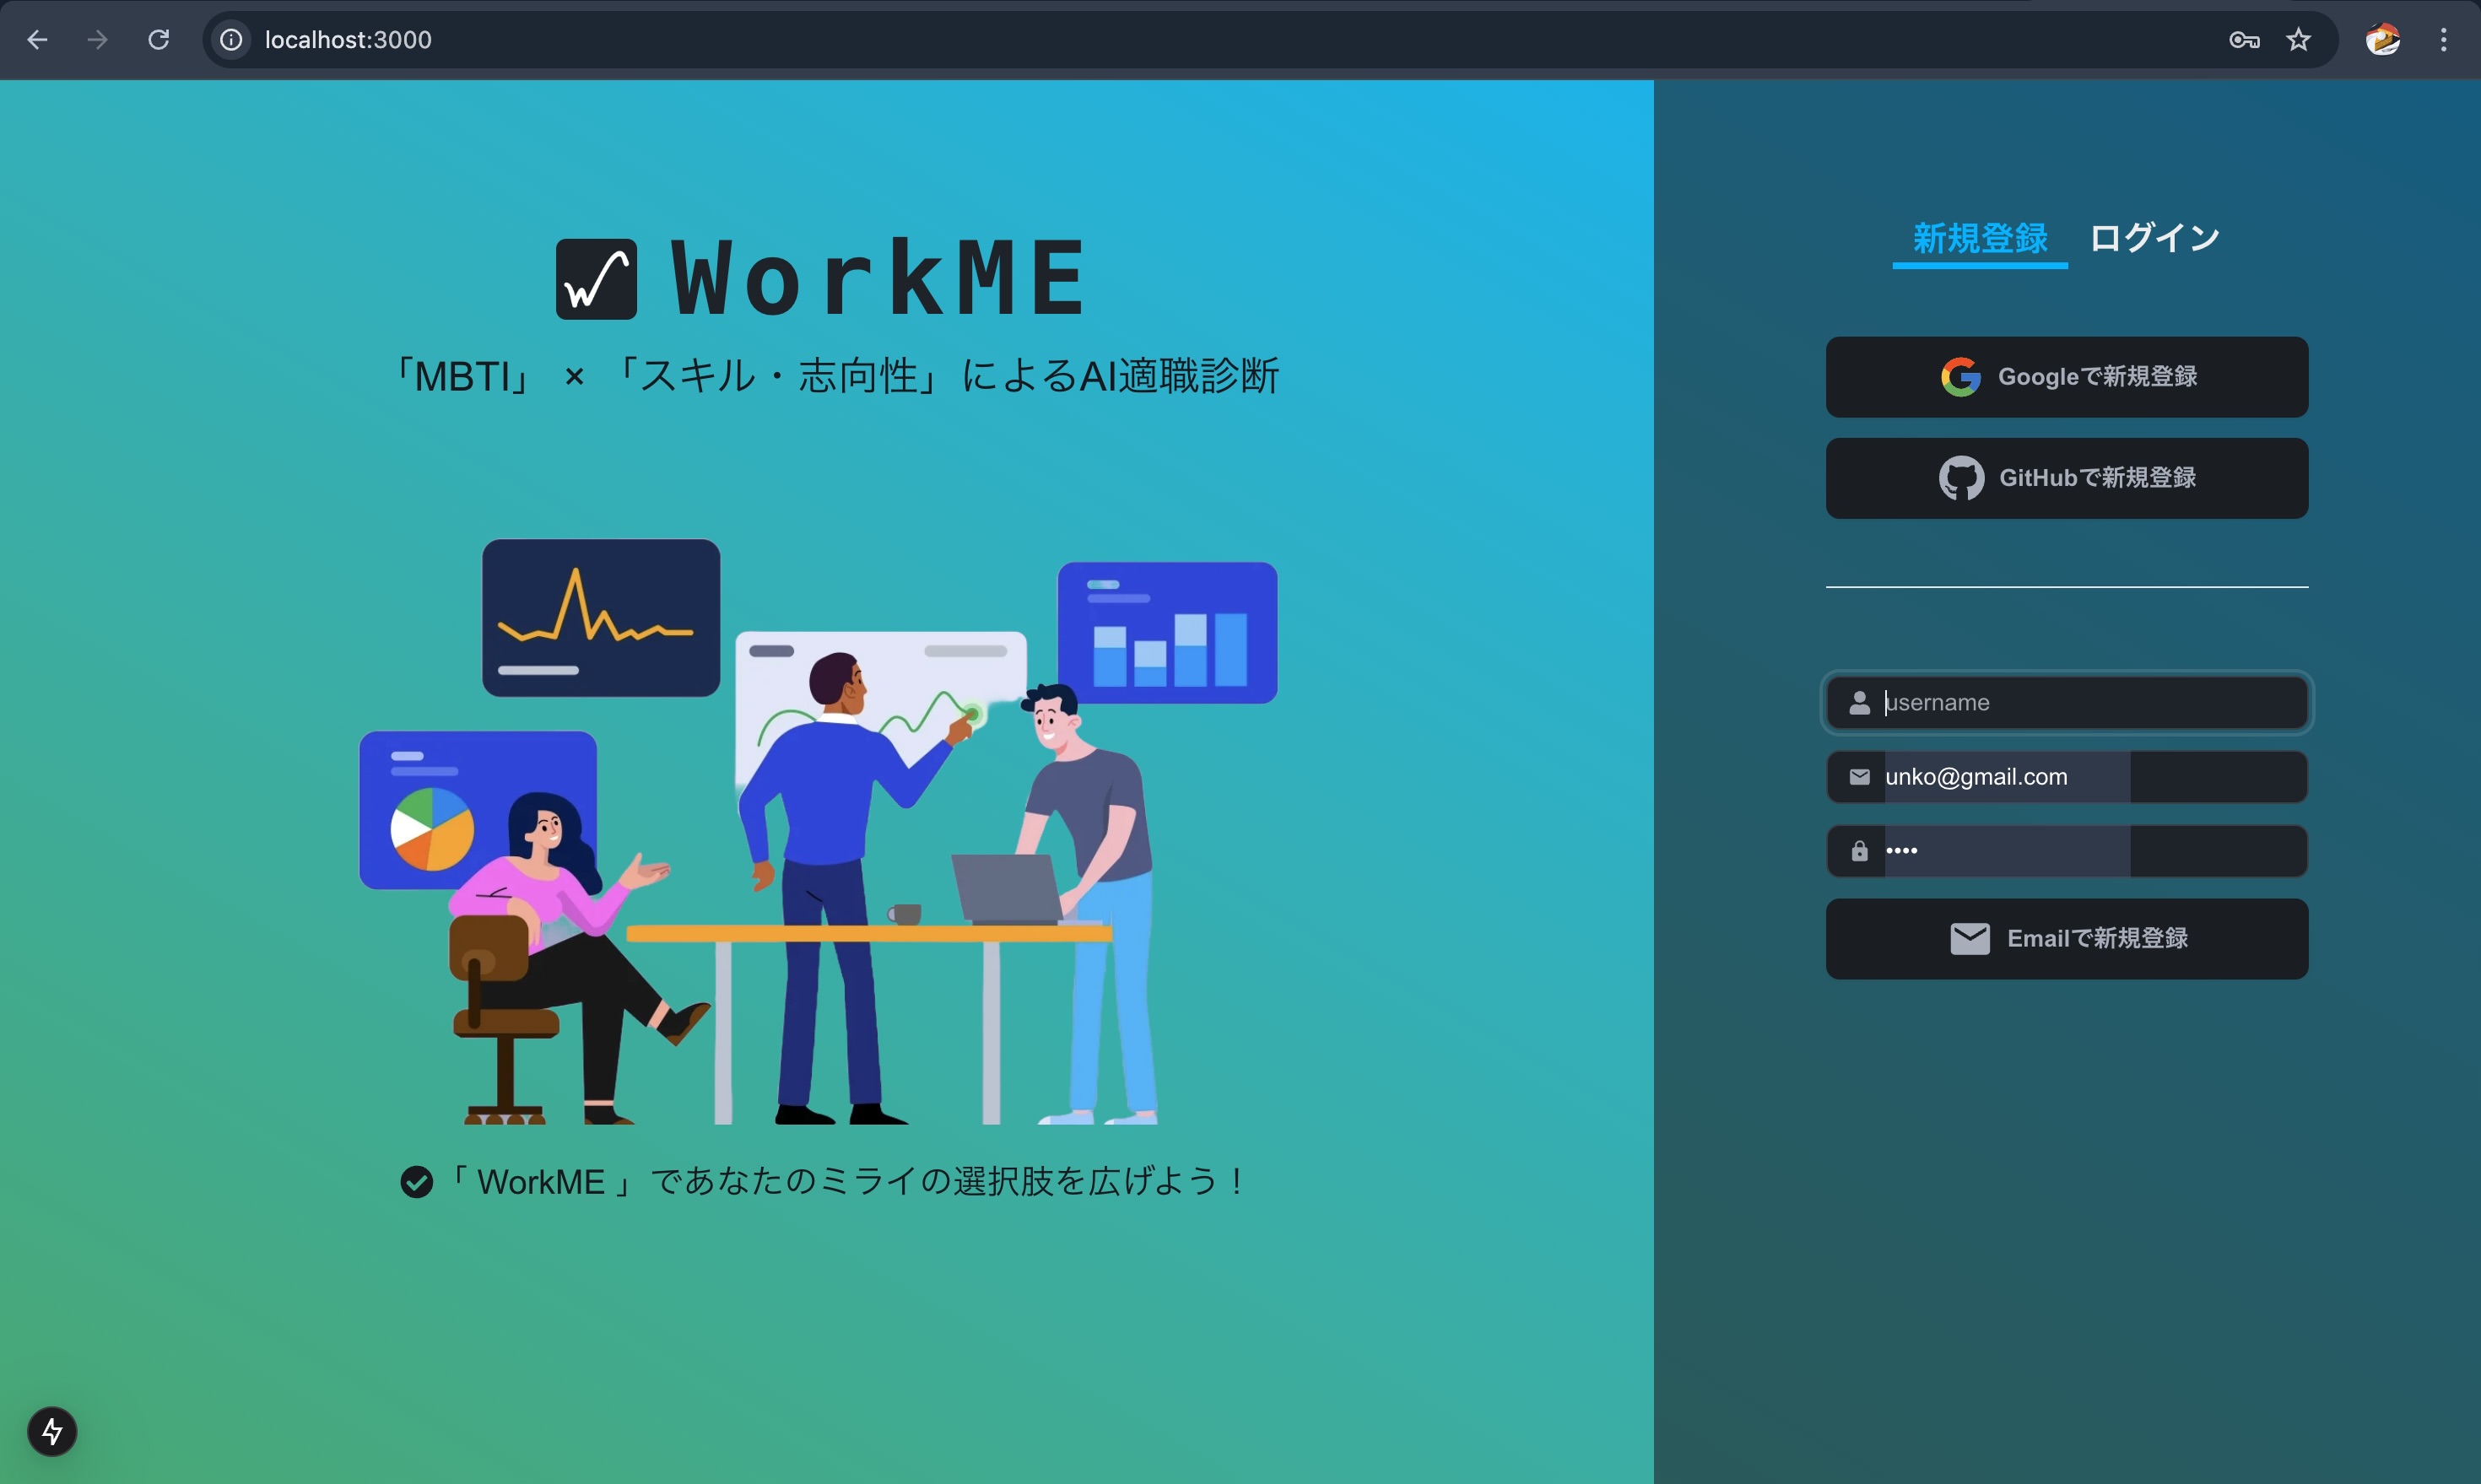 localhost:3000
WorkME
「MBTI」 × 「スキル・志向性」によるAI適職診断
「 WorkME 」 であなたのミライの選択肢を広げよう！
新規登録 ログイン
Googleで新規登録
GitHubで新規登録
username
unko@gmail.com
••••
Emailで新規登録